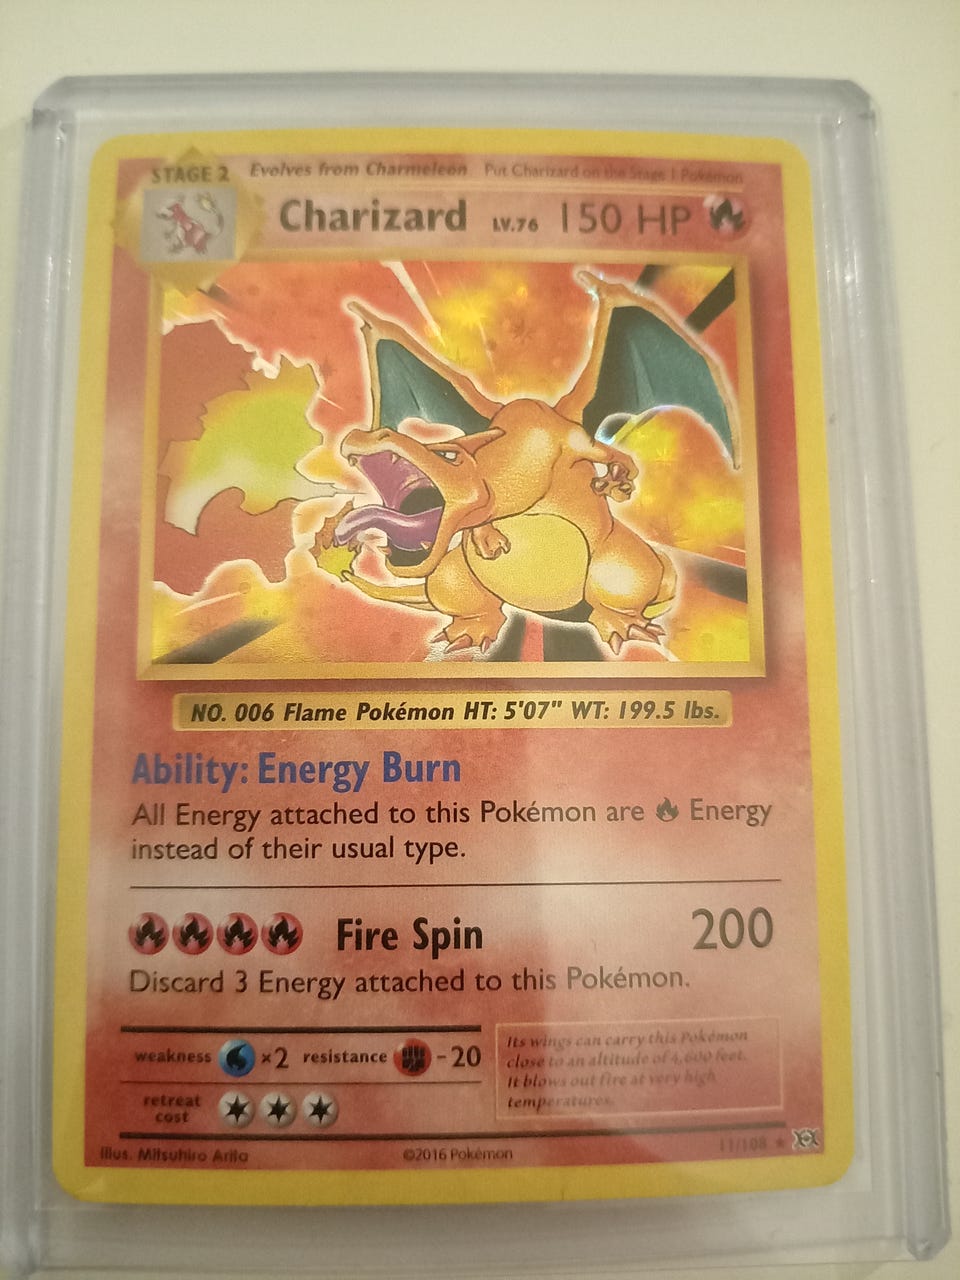 STAGE 2 Evolves from Charmeleon Put Charizard on the Stage 1 Pokémon
Charizard LV.76 150 HP
NO. 006 Flame Pokémon HT: 5'07" WT: 199.5 lbs.
Ability: Energy Burn
All Energy attached to this Pokémon are Energy
instead of their usual type.
Fire Spin 200
Discard 3 Energy attached to this Pokémon.
weakness ×2 resistance -20
retreat
cost
Its wings can carry this Pokémon
close to an altitude of 4,600 feet.
It blows out fire at very high
temperatures.
Illus. Mitsuhiro Arita ©2016 Pokémon 11/108 ★